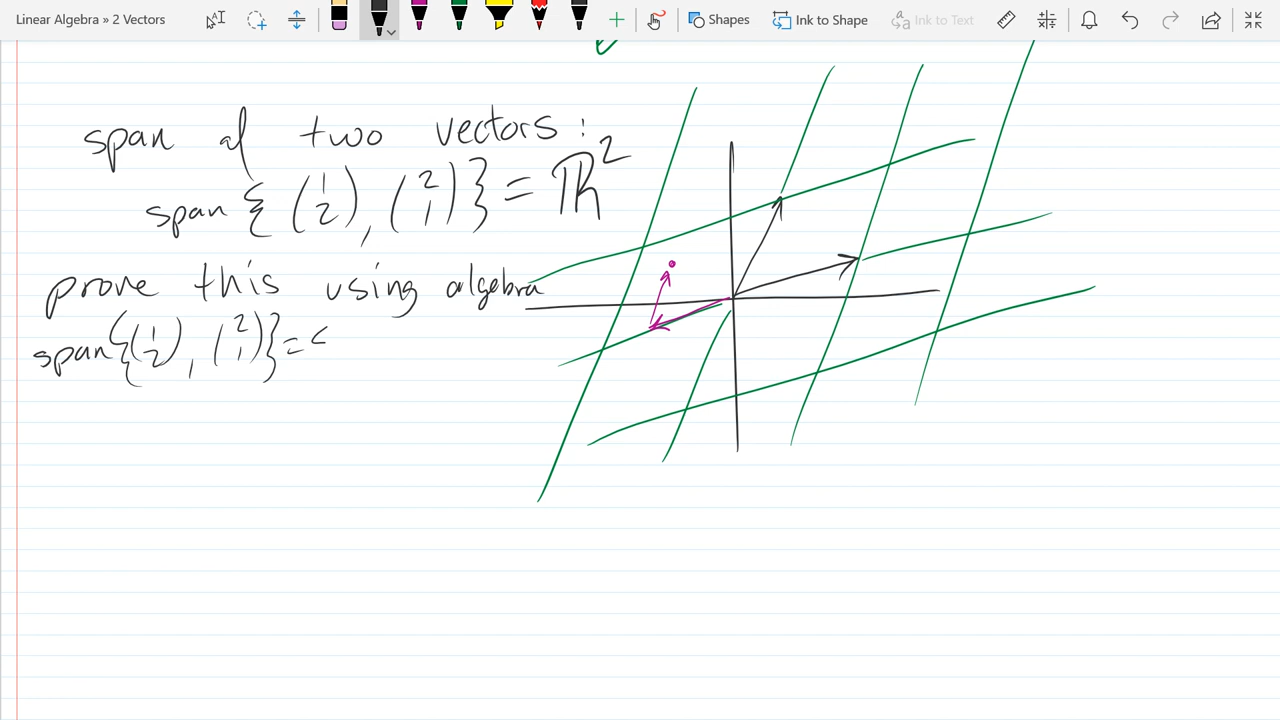 Linear Algebra » 2 Vectors
Shapes
Ink to Shape
Ink to Text
span of two vectors:
span { (1 2), (2 1) } = ℝ²
prove this using algebra
span { (1 2), (2 1) } = c